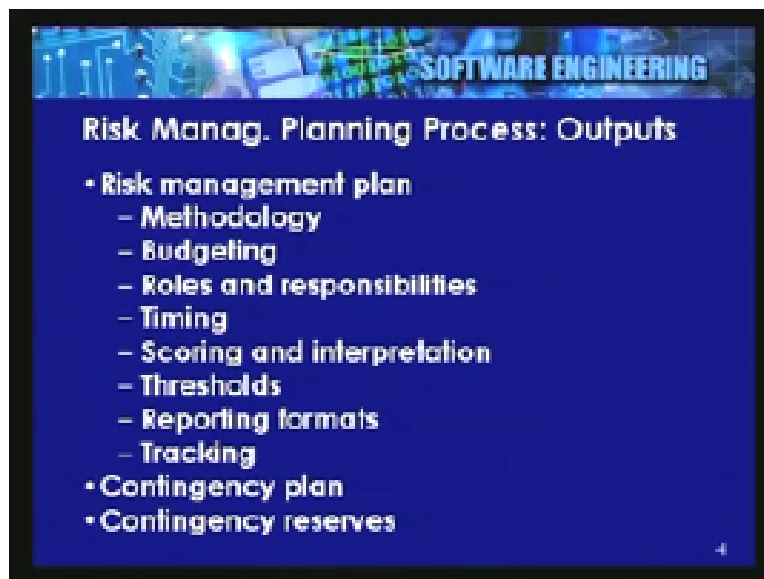 SOFTWARE ENGINEERING
Risk Manag. Planning Process: Outputs
• Risk management plan
– Methodology
– Budgeting
– Roles and responsibilities
– Timing
– Scoring and interpretation
– Thresholds
– Reporting formats
– Tracking
• Contingency plan
• Contingency reserves
4